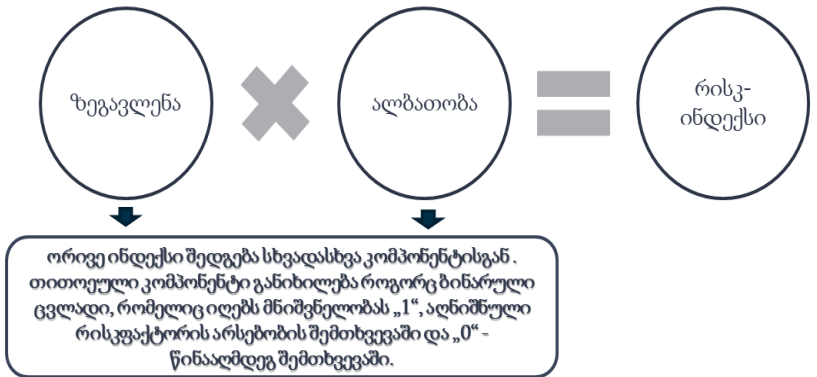 ზეგავლენა
ალბათობა
რისკ-
ინდექსი
ორივე ინდექსი შედგება სხვადასხვა კომპონენტისგან .
თითოეული კომპონენტი განიხილება როგორც ბინარული
ცვლადი, რომელიც იღებს მნიშვნელობას „1“, აღნიშნული
რისკფაქტორის არსებობის შემთხვევაში და „0“ -
წინააღმდეგ შემთხვევაში.